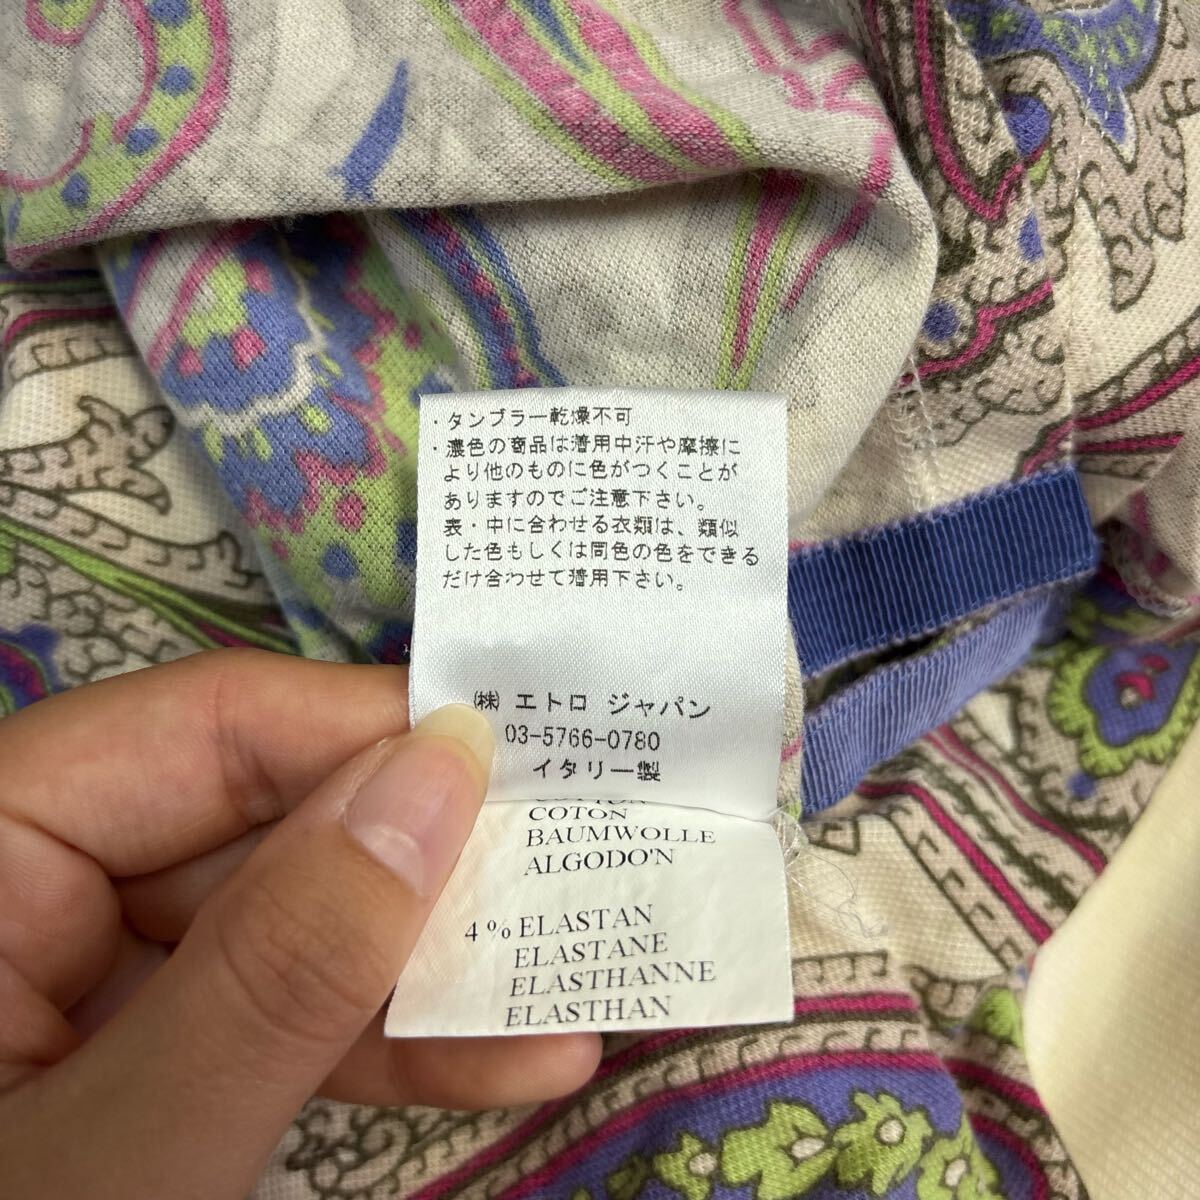 ・タンブラー乾燥不可
・濃色の商品は着用中汗や摩擦に
より他のものに色がつくことが
ありますのでご注意下さい。
表・中に合わせる衣類は、類似
した色もしくは同色の色をできる
だけ合わせて着用下さい。
㈱ エトロ ジャパン
03-5766-0780
イタリー製
COTTON
COTON
BAUMWOLLE
ALGODO'N
4% ELASTAN
ELASTANE
ELASTHANNE
ELASTHAN